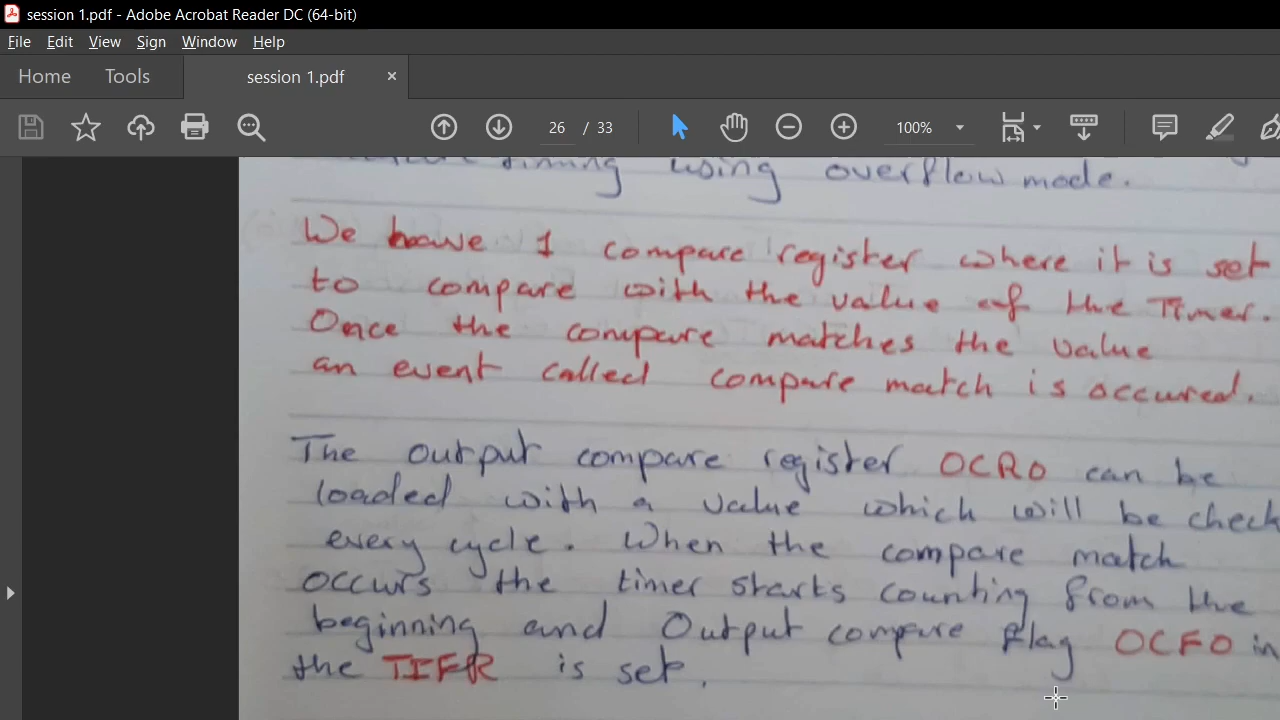 session 1.pdf - Adobe Acrobat Reader DC (64-bit)
File Edit View Sign Window Help
Home Tools session 1.pdf ×
26 / 33 100%
timing using overflow mode.
We have 1 compare register where it is set
to compare with the value of the Timer.
Once the compare matches the value
an event called compare match is occured.
The output compare register OCR0 can be
loaded with a value which will be check
every cycle. When the compare match
occurs the timer starts counting from the
beginning and Output compare flag OCF0 in
the TIFR is set.